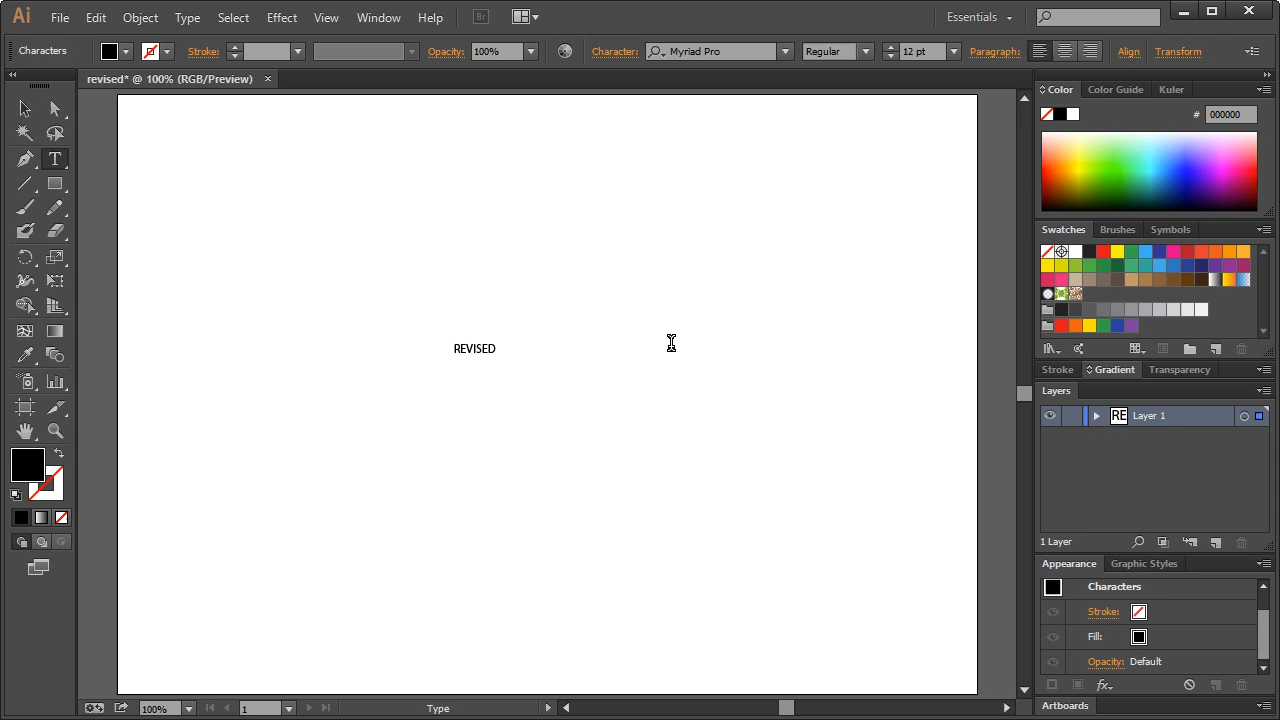 Ai File Edit Object Type Select Effect View Window Help Br Essentials
Characters Stroke: Opacity: 100% Character: Myriad Pro Regular 12 pt Paragraph: Align Transform
revised* @ 100% (RGB/Preview) ×
Color Color Guide Kuler
# 000000
Swatches Brushes Symbols
REVISED
Stroke Gradient Transparency
Layers
RE Layer 1
1 Layer
Appearance Graphic Styles
Characters
Stroke:
Fill:
Opacity: Default
fx
Artboards
100% 1 Type